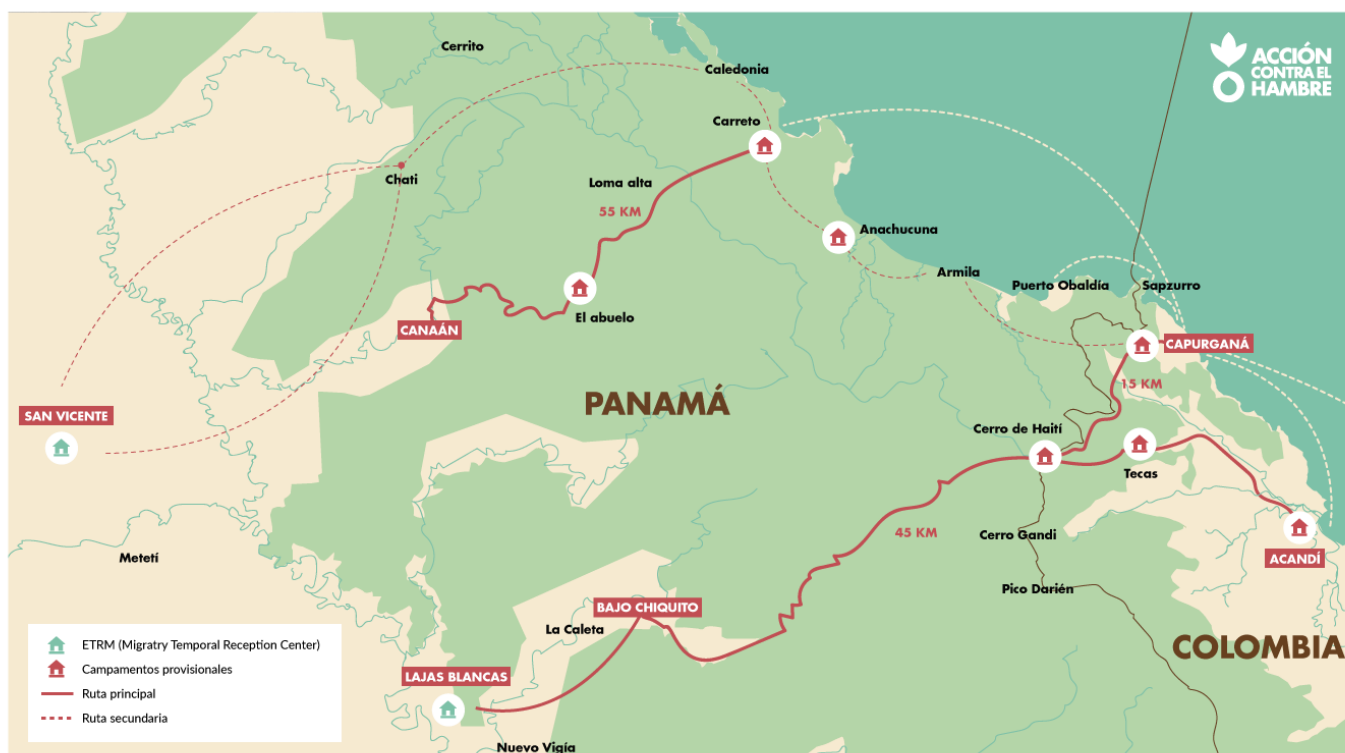 ACCIÓN
CONTRA EL
HAMBRE
Cerrito
Caledonia
Carreto
Chati
Loma alta
55 KM
Anachucuna
Armila
Puerto Obaldía
Sapzurro
El abuelo
CANAÁN
CAPURGANÁ
15 KM
PANAMÁ
SAN VICENTE
Cerro de Haití
Tecas
45 KM
Cerro Gandi
Metetí
ACANDÍ
Pico Darién
BAJO CHIQUITO
La Caleta
COLOMBIA
LAJAS BLANCAS
Nuevo Vigía
ETRM (Migratry Temporal Reception Center)
Campamentos provisionales
Ruta principal
Ruta secundaria